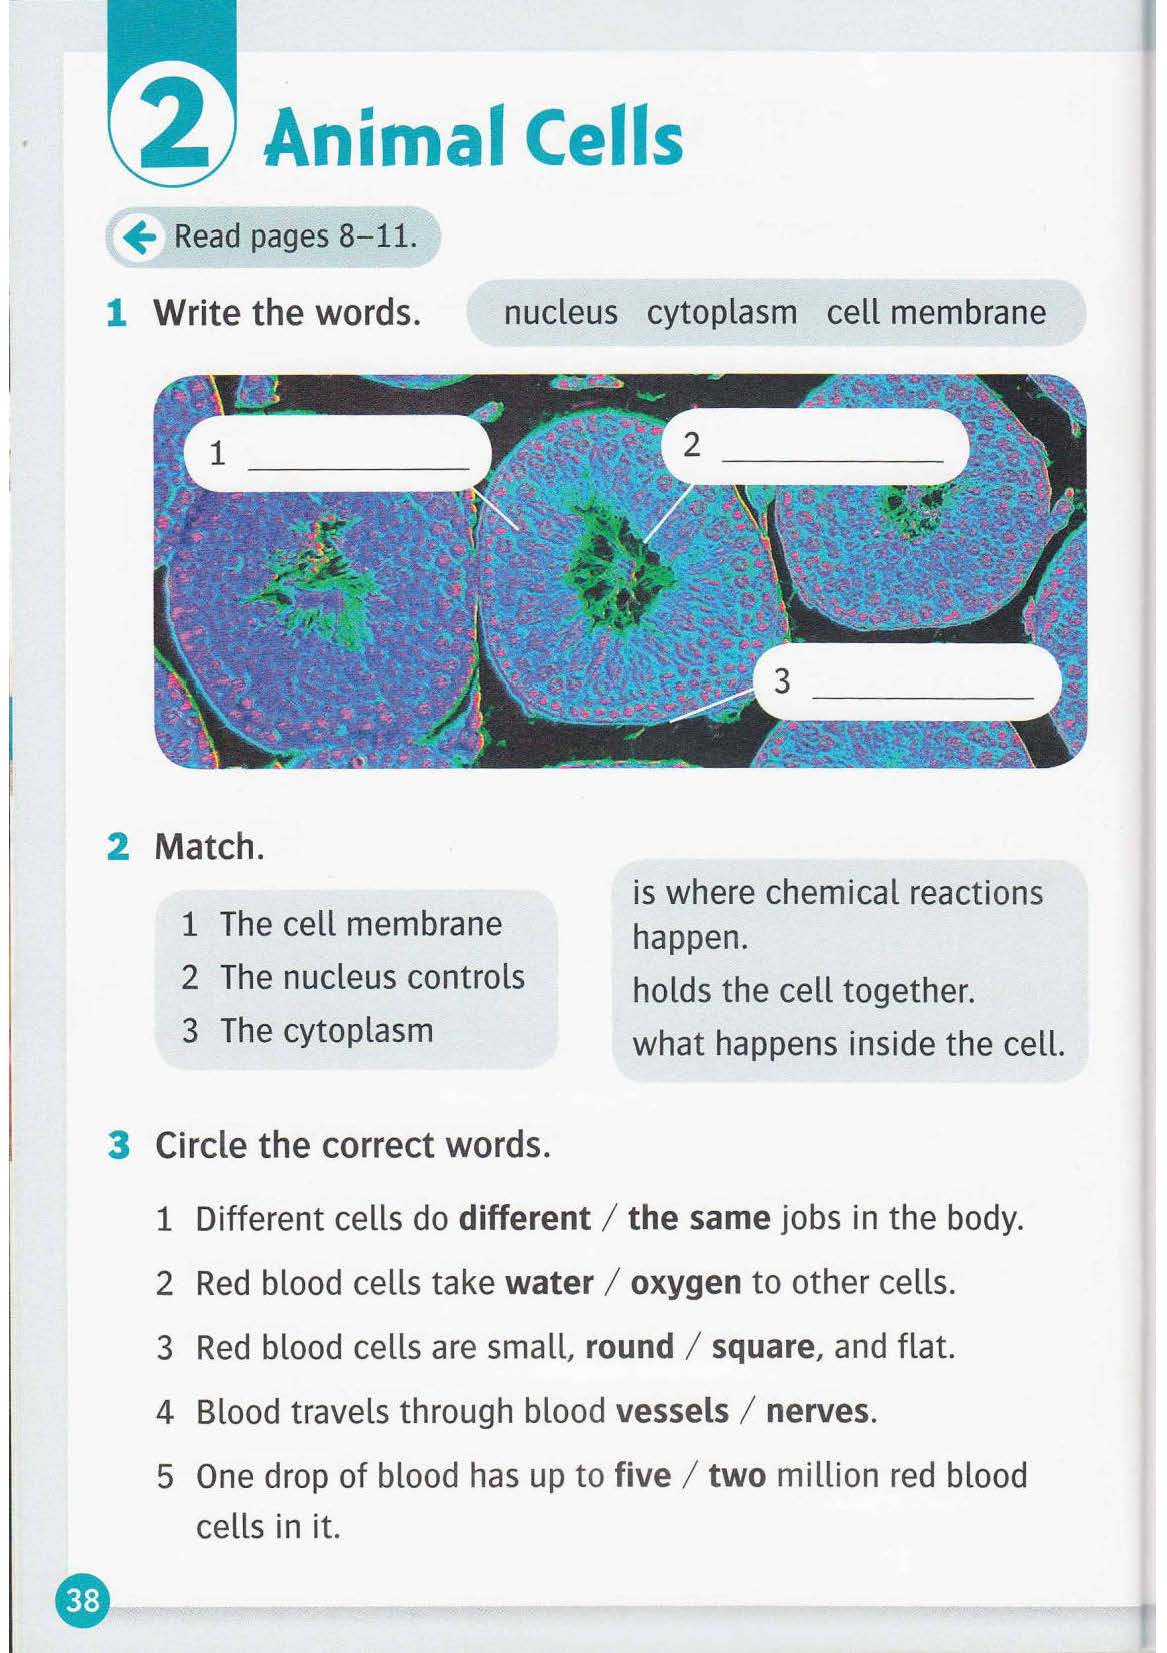 2 Animal Cells
Read pages 8–11.
1 Write the words.
nucleus cytoplasm cell membrane
1 ____________
2 ____________
3 ____________
2 Match.
1 The cell membrane
2 The nucleus controls
3 The cytoplasm
is where chemical reactions
happen.
holds the cell together.
what happens inside the cell.
3 Circle the correct words.
1 Different cells do different / the same jobs in the body.
2 Red blood cells take water / oxygen to other cells.
3 Red blood cells are small, round / square, and flat.
4 Blood travels through blood vessels / nerves.
5 One drop of blood has up to five / two million red blood
cells in it.
38